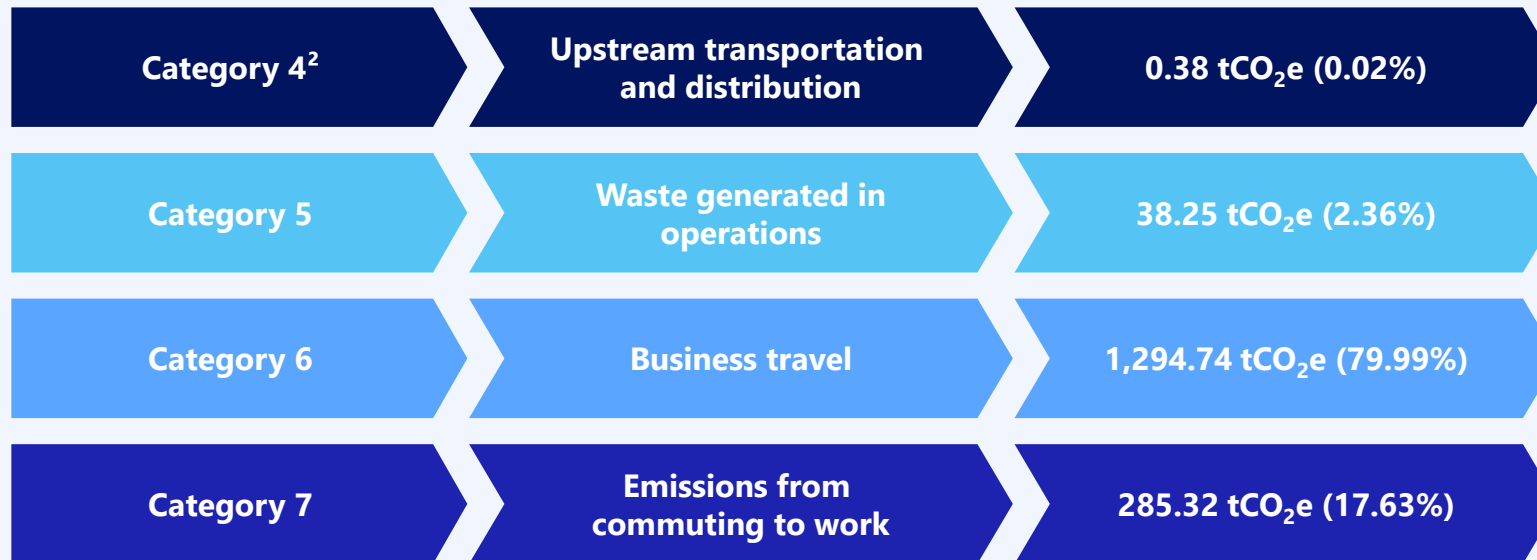 Category 4²
Upstream transportation
and distribution
0.38 tCO₂e (0.02%)
Category 5
Waste generated in
operations
38.25 tCO₂e (2.36%)
Category 6
Business travel
1,294.74 tCO₂e (79.99%)
Category 7
Emissions from
commuting to work
285.32 tCO₂e (17.63%)